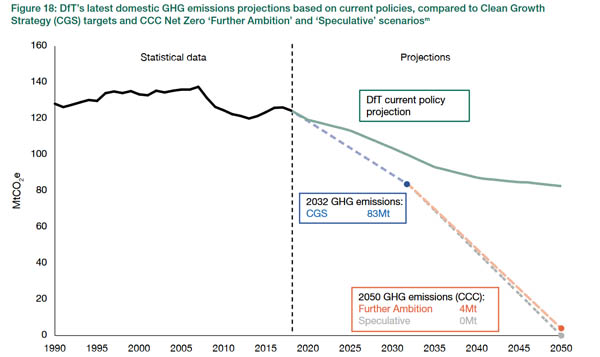 Figure 18: DfT's latest domestic GHG emissions projections based on current policies, compared to Clean Growth
Strategy (CGS) targets and CCC Net Zero ‘Further Ambition’ and ‘Speculative’ scenariosᵐ
Statistical data
Projections
160
140
120
100
80
60
40
20
0
MtCO₂e
DfT current policy
projection
2032 GHG emissions:
CGS 83Mt
2050 GHG emissions (CCC):
Further Ambition 4Mt
Speculative 0Mt
1990 1995 2000 2005 2010 2015 2020 2025 2030 2035 2040 2045 2050